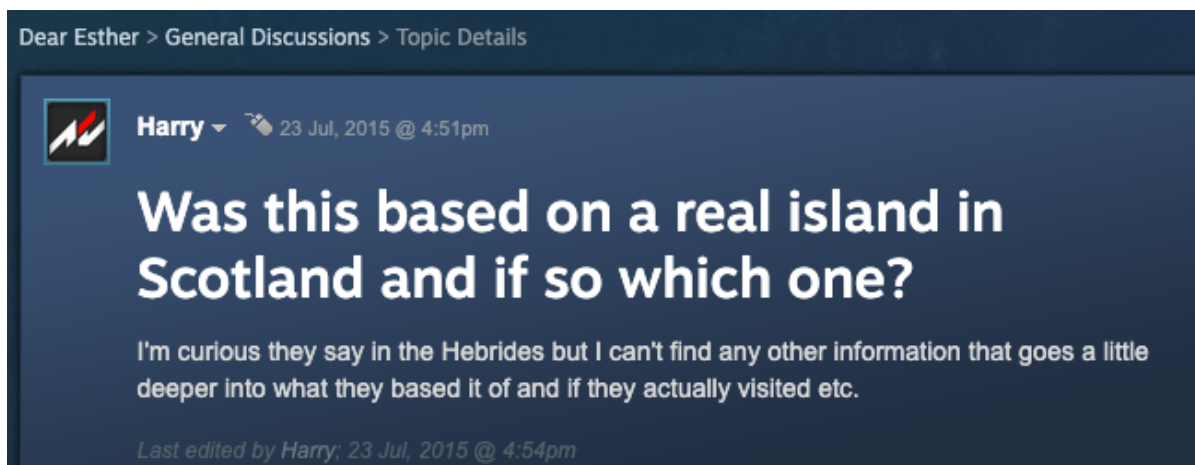 Dear Esther > General Discussions > Topic Details
Harry 23 Jul, 2015 @ 4:51pm
Was this based on a real island in
Scotland and if so which one?
I'm curious they say in the Hebrides but I can't find any other information that goes a little
deeper into what they based it of and if they actually visited etc.
Last edited by Harry; 23 Jul, 2015 @ 4:54pm